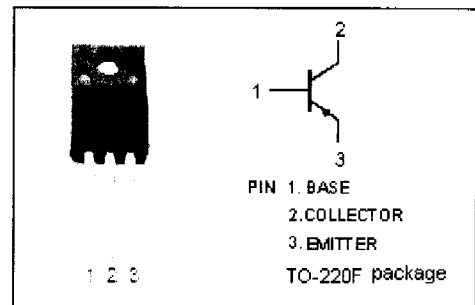 2
1
3
PIN 1. BASE
2.COLLECTOR
3. EMITTER
1 2 3
TO-220F package